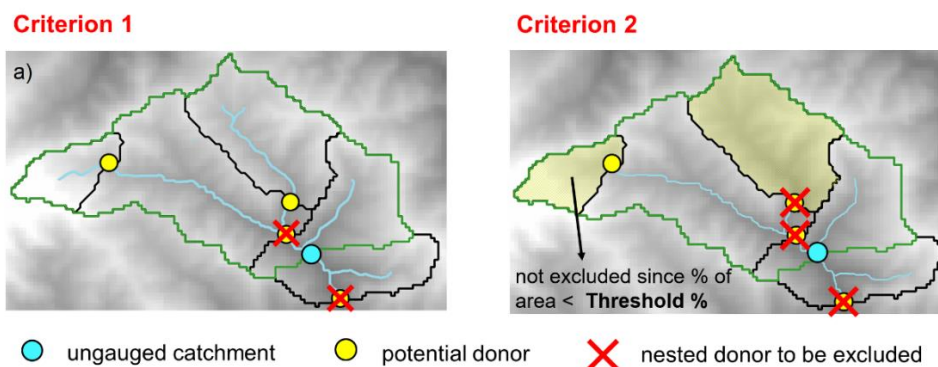 Criterion 1
Criterion 2
a)
not excluded since % of
area < Threshold %
ungauged catchment
potential donor
nested donor to be excluded